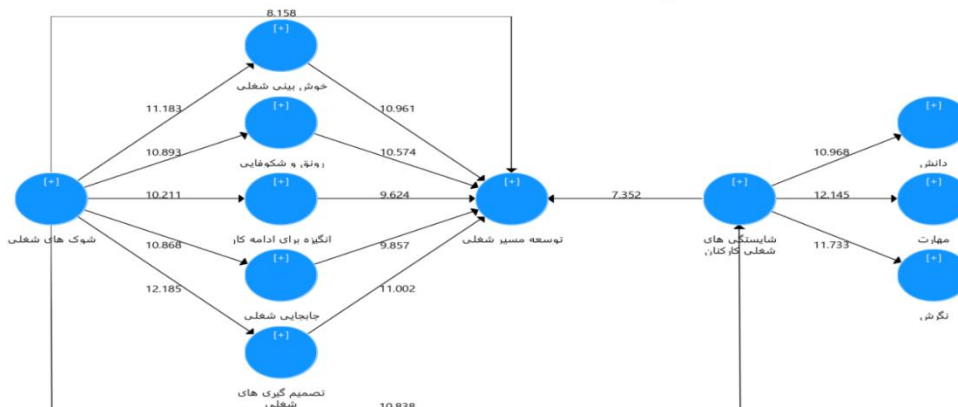 8.158
[+]
خوش بینی شغلی
11.183
10.961
[+]
رونق و شکوفایی
10.893
10.574
[+]
دانش
10.968
[+]
شوک های شغلی
10.211
[+]
انگیزه برای ادامه کار
9.624
[+]
توسعه مسیر شغلی
7.352
[+]
شایستگی های
شغلی کارکنان
12.145
[+]
مهارت
10.868
9.857
[+]
جابجایی شغلی
11.733
[+]
نگرش
12.185
11.002
[+]
تصمیم گیری های
شغلی
10.838